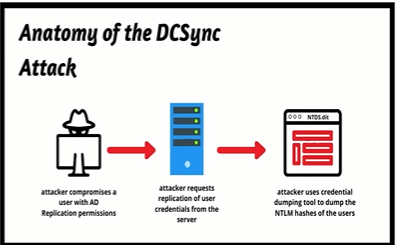 Anatomy of the DCSync
Attack
NTDS.dit
attacker compromises a
user with AD
Replication permissions
attacker requests
replication of user
credentials from the
server
attacker uses credential
dumping tool to dump the
NTLM hashes of the users